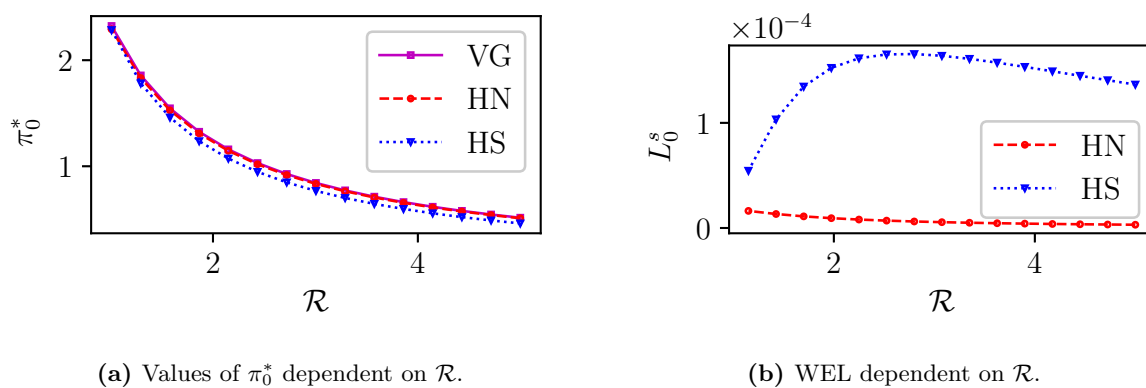 2
1
π₀*
VG
HN
HS
2
4
ℛ
(a) Values of π₀* dependent on ℛ.
×10⁻⁴
1
0
L₀ˢ
HN
HS
2
4
ℛ
(b) WEL dependent on ℛ.